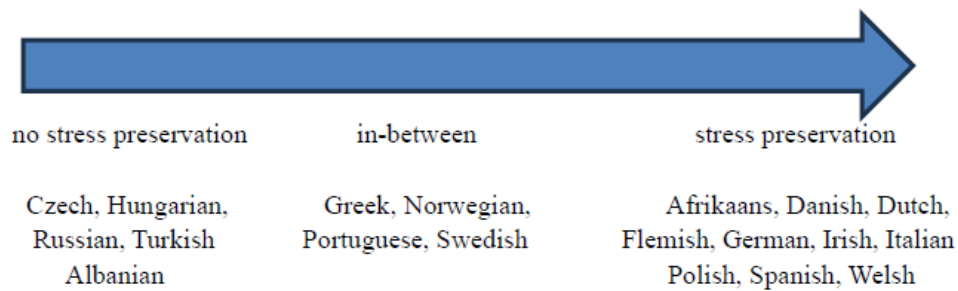 no stress preservation
in-between
stress preservation
Czech, Hungarian,
Russian, Turkish
Albanian
Greek, Norwegian,
Portuguese, Swedish
Afrikaans, Danish, Dutch,
Flemish, German, Irish, Italian
Polish, Spanish, Welsh